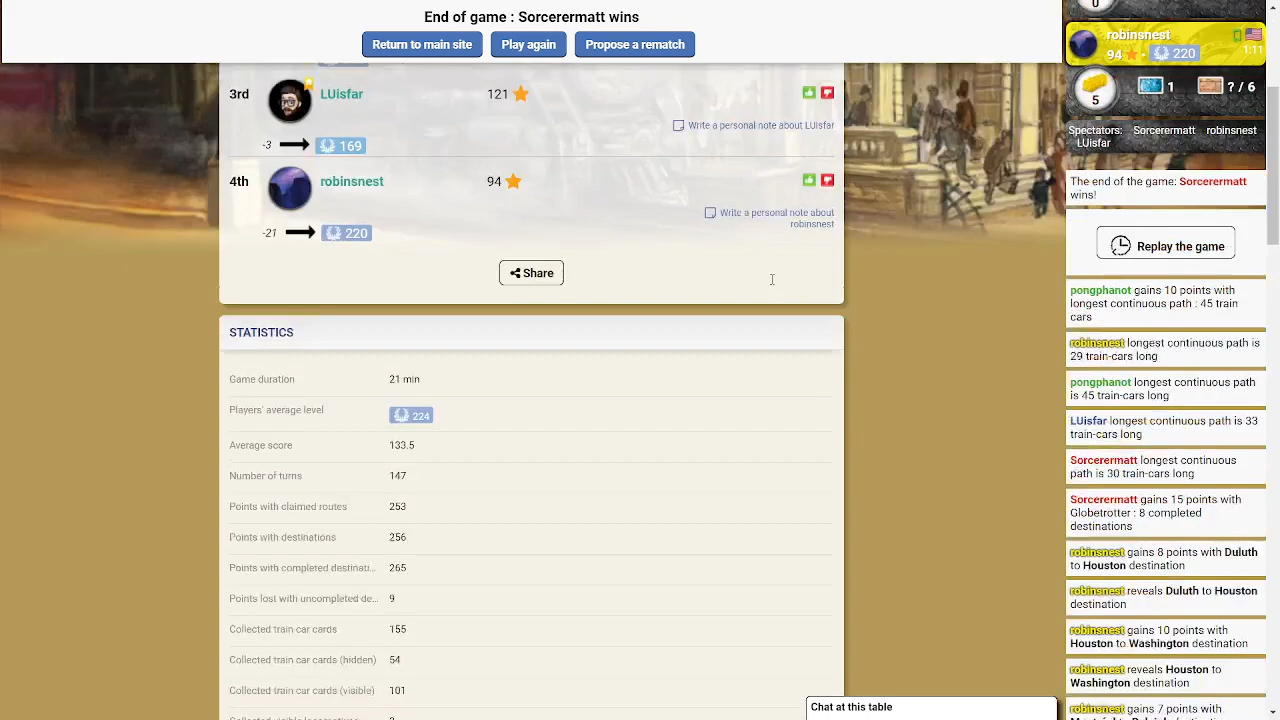 End of game : Sorcerermatt wins
Return to main site
Play again
Propose a rematch
3rd
LUisfar
121
Write a personal note about LUisfar
-3
169
4th
robinsnest
94
Write a personal note about
robinsnest
-21
220
Share
STATISTICS
Game duration
21 min
Players' average level
224
Average score
133.5
Number of turns
147
Points with claimed routes
253
Points with destinations
256
Points with completed destinati...
265
Points lost with uncompleted de...
9
Collected train car cards
155
Collected train car cards (hidden)
54
Collected train car cards (visible)
101
Chat at this table
0
robinsnest
94
220
1:11
5
1
? / 6
Spectators: Sorcerermatt robinsnest
LUisfar
The end of the game: Sorcerermatt
wins!
Replay the game
pongphanot gains 10 points with
longest continuous path : 45 train
cars
robinsnest longest continuous path is
29 train-cars long
pongphanot longest continuous path
is 45 train-cars long
LUisfar longest continuous path is 33
train-cars long
Sorcerermatt longest continuous
path is 30 train-cars long
Sorcerermatt gains 15 points with
Globetrotter : 8 completed
destinations
robinsnest gains 8 points with Duluth
to Houston destination
robinsnest reveals Duluth to Houston
destination
robinsnest gains 10 points with
Houston to Washington destination
robinsnest reveals Houston to
Washington destination
robinsnest gains 7 points with